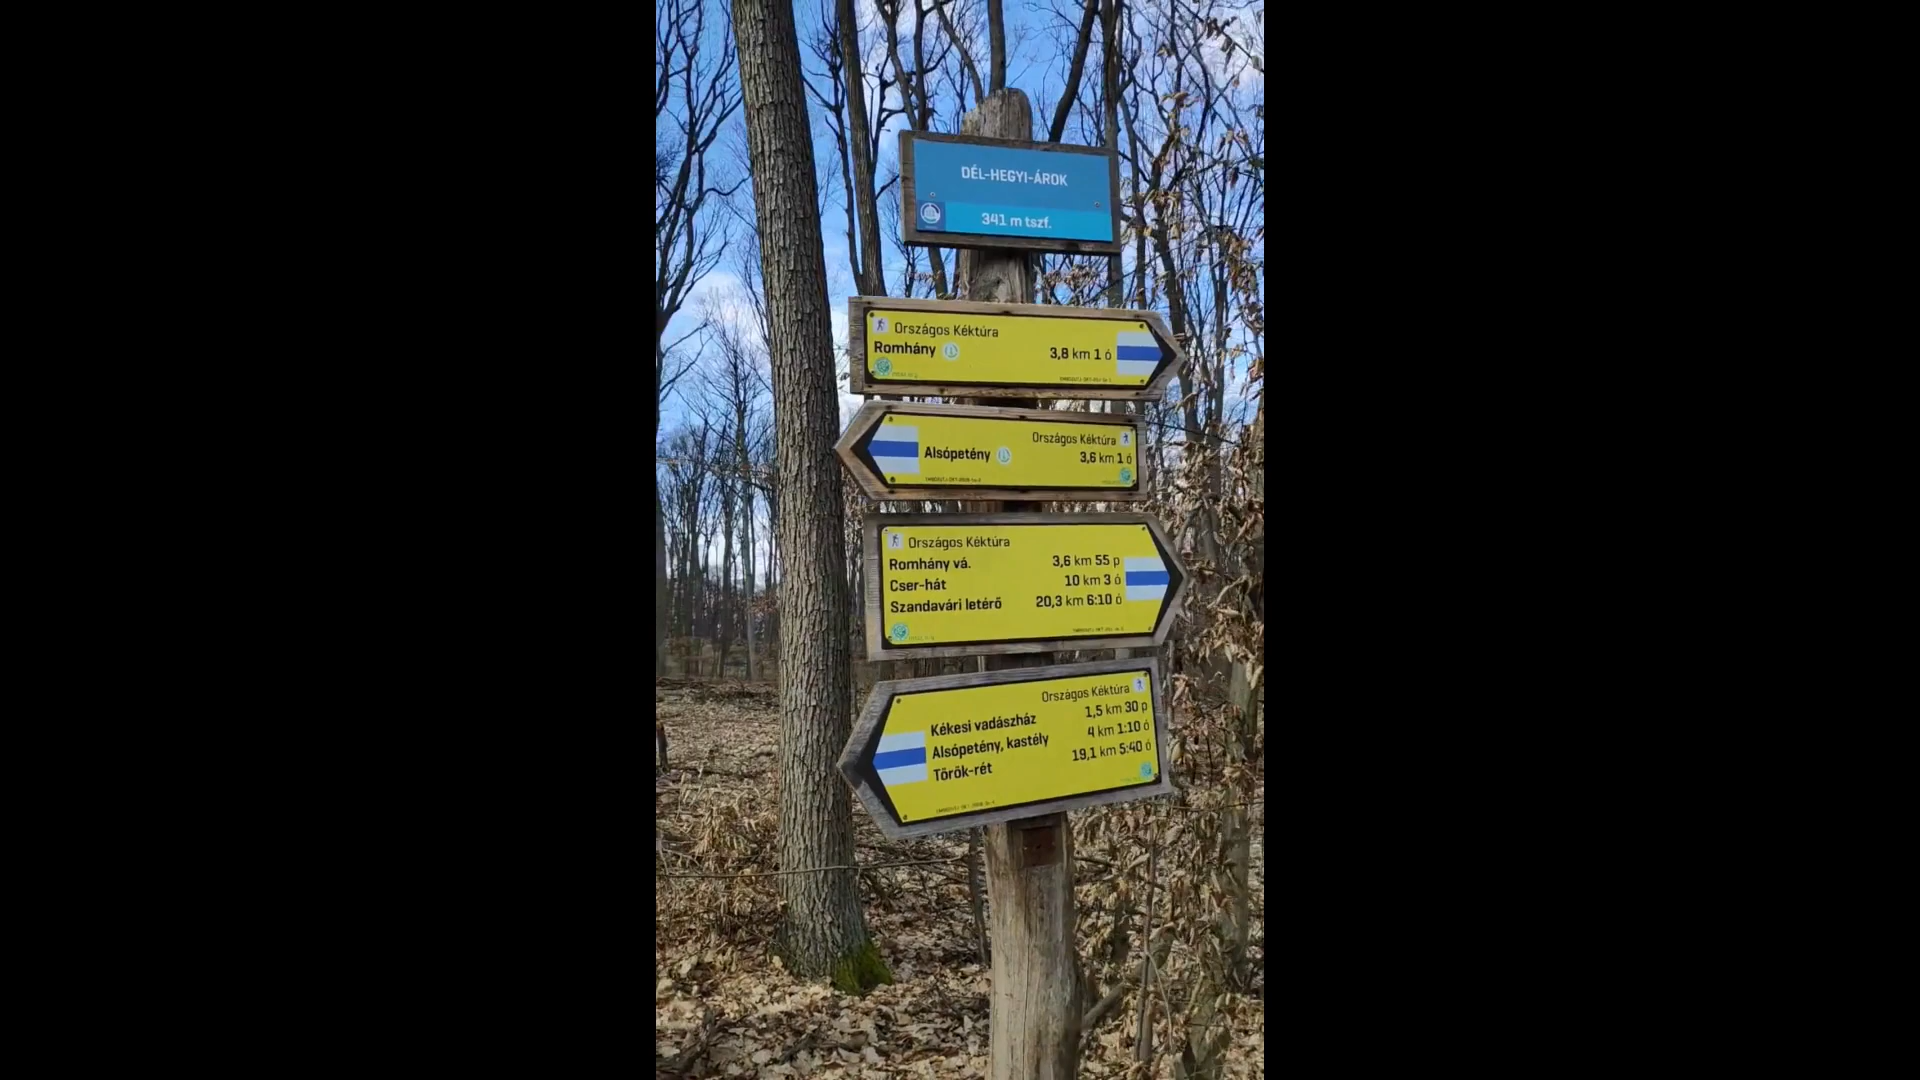 DÉL-HEGYI-ÁROK
341 m tszf.
Országos Kéktúra
Romhány 3,8 km 1 ó
Országos Kéktúra
Alsópetény 3,6 km 1 ó
Országos Kéktúra
Romhány vá. 3,6 km 55 p
Cser-hát 10 km 3 ó
Szandavári letérő 20,3 km 6:10 ó
Országos Kéktúra
Kékesi vadászház 1,5 km 30 p
Alsópetény, kastély 4 km 1:10 ó
Török-rét 19,1 km 5:40 ó